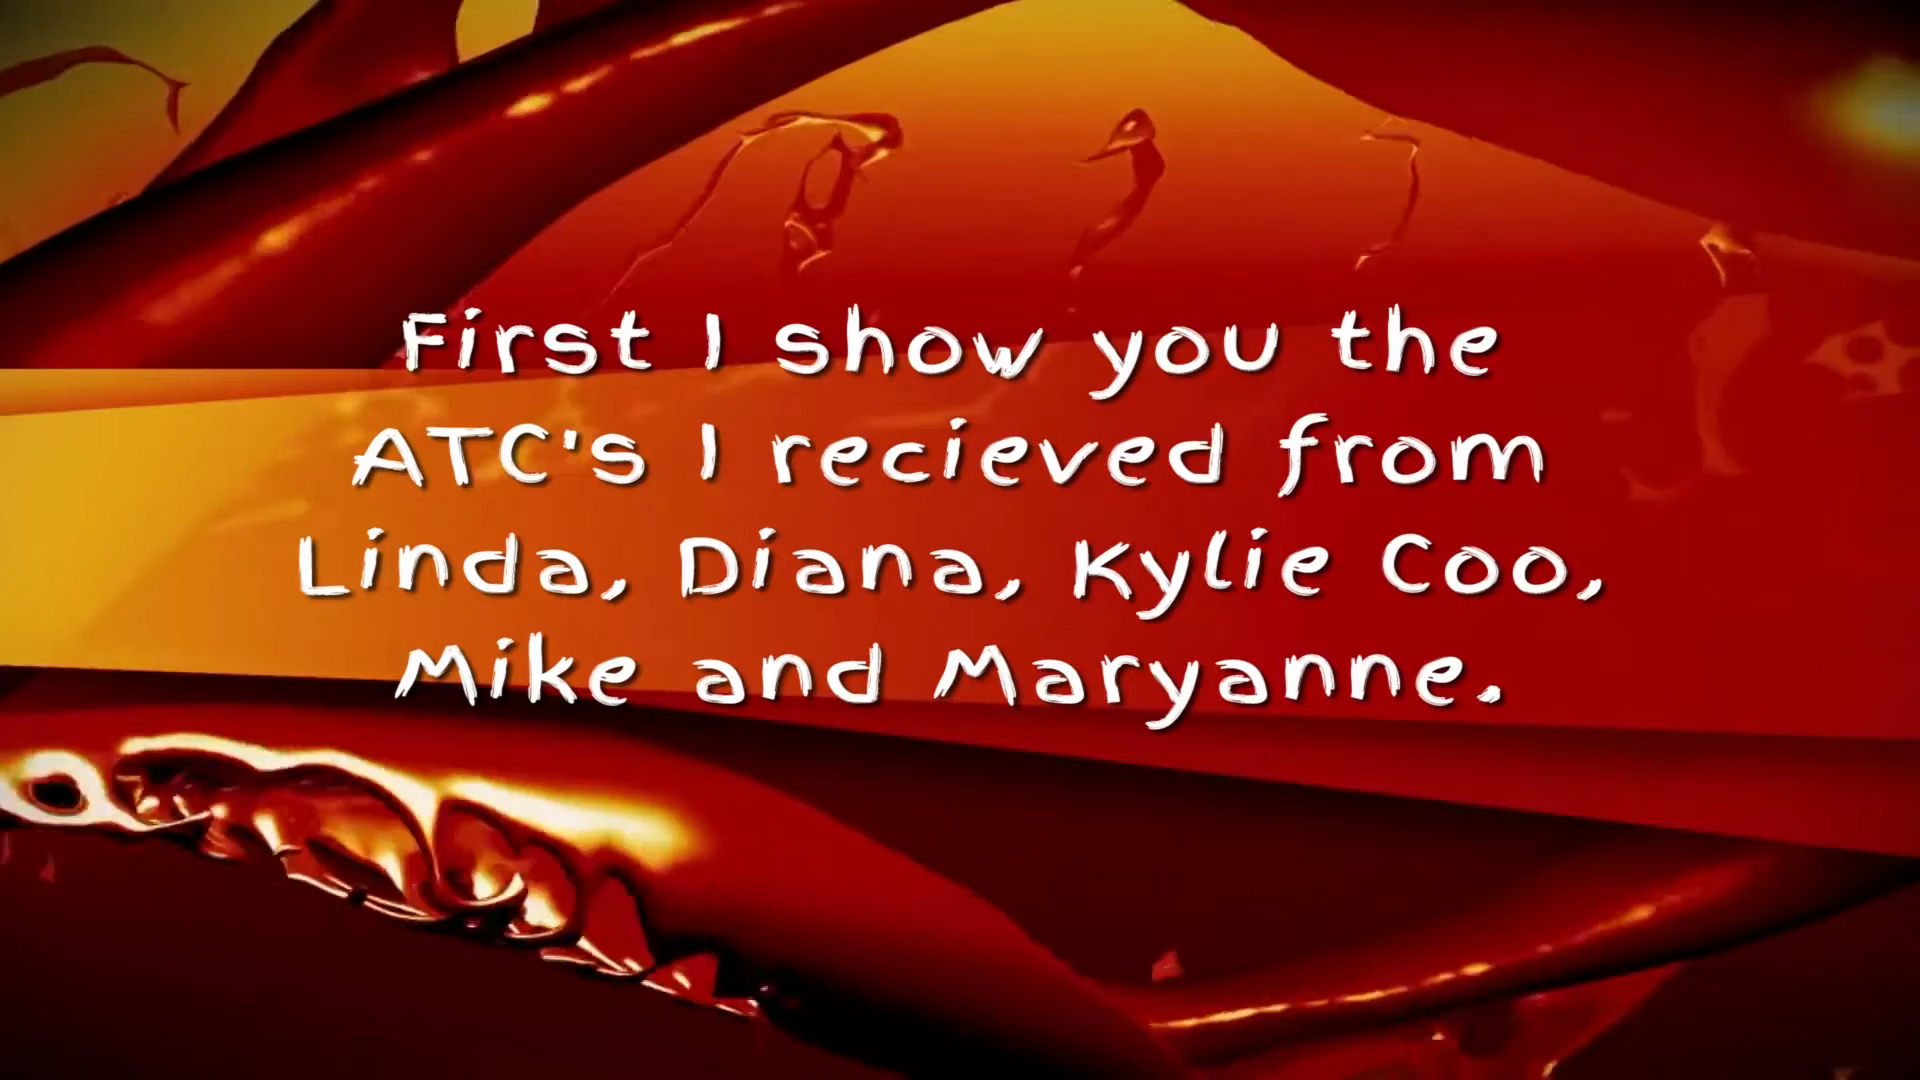 First I show you the
ATC's I recieved from
Linda, Diana, Kylie Coo,
Mike and Maryanne.